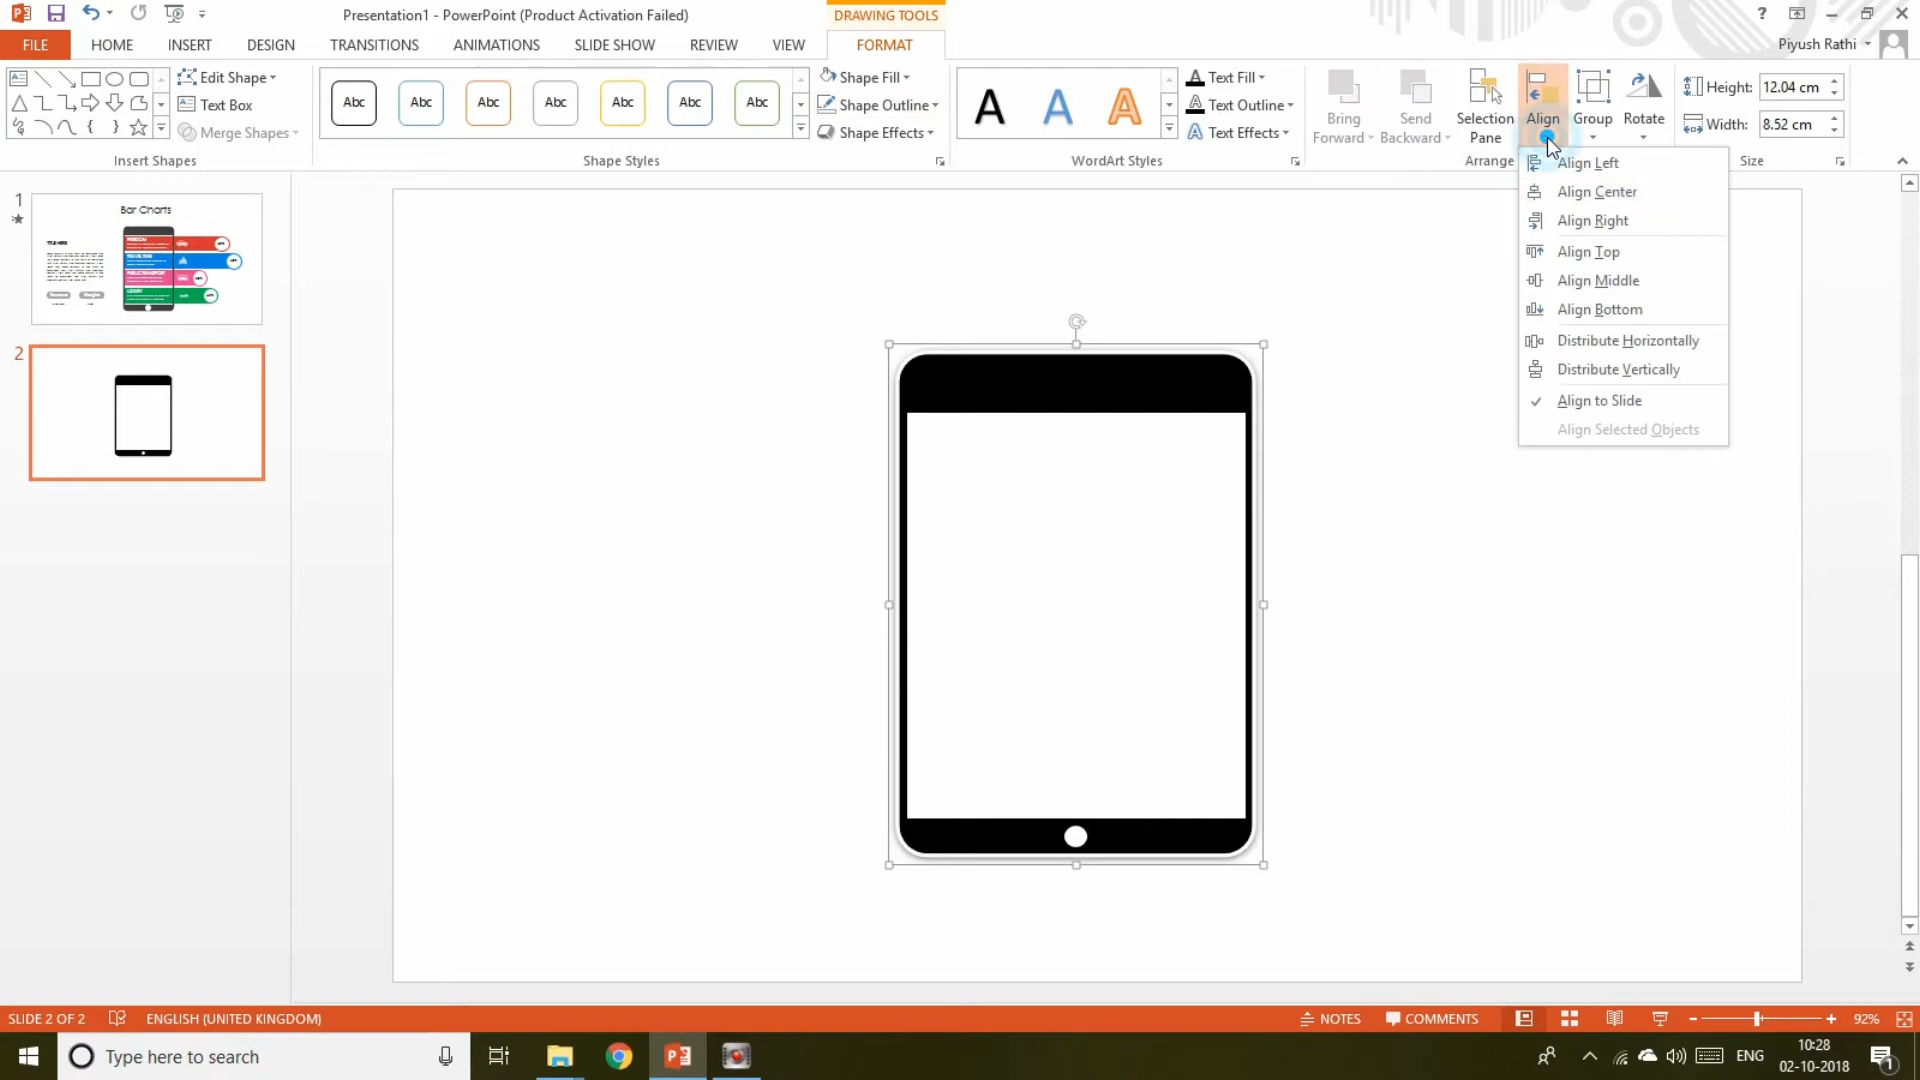 Presentation1 - PowerPoint (Product Activation Failed)
DRAWING TOOLS
?
FILE
HOME
INSERT
DESIGN
TRANSITIONS
ANIMATIONS
SLIDE SHOW
REVIEW
VIEW
FORMAT
Piyush Rathi
Edit Shape
Text Box
Merge Shapes
Insert Shapes
Abc Abc Abc Abc Abc Abc Abc
Shape Fill
Shape Outline
Shape Effects
Shape Styles
A A A
Text Fill
Text Outline
Text Effects
WordArt Styles
Bring
Forward
Send
Backward
Selection
Pane
Align
Group
Rotate
Arrange
Height: 12.04 cm
Width: 8.52 cm
Size
Align Left
Align Center
Align Right
Align Top
Align Middle
Align Bottom
Distribute Horizontally
Distribute Vertically
Align to Slide
Align Selected Objects
1
Bar Charts
TITLE HERE
2
SLIDE 2 OF 2
ENGLISH (UNITED KINGDOM)
NOTES
COMMENTS
92%
Type here to search
ENG
10:28
02-10-2018
1